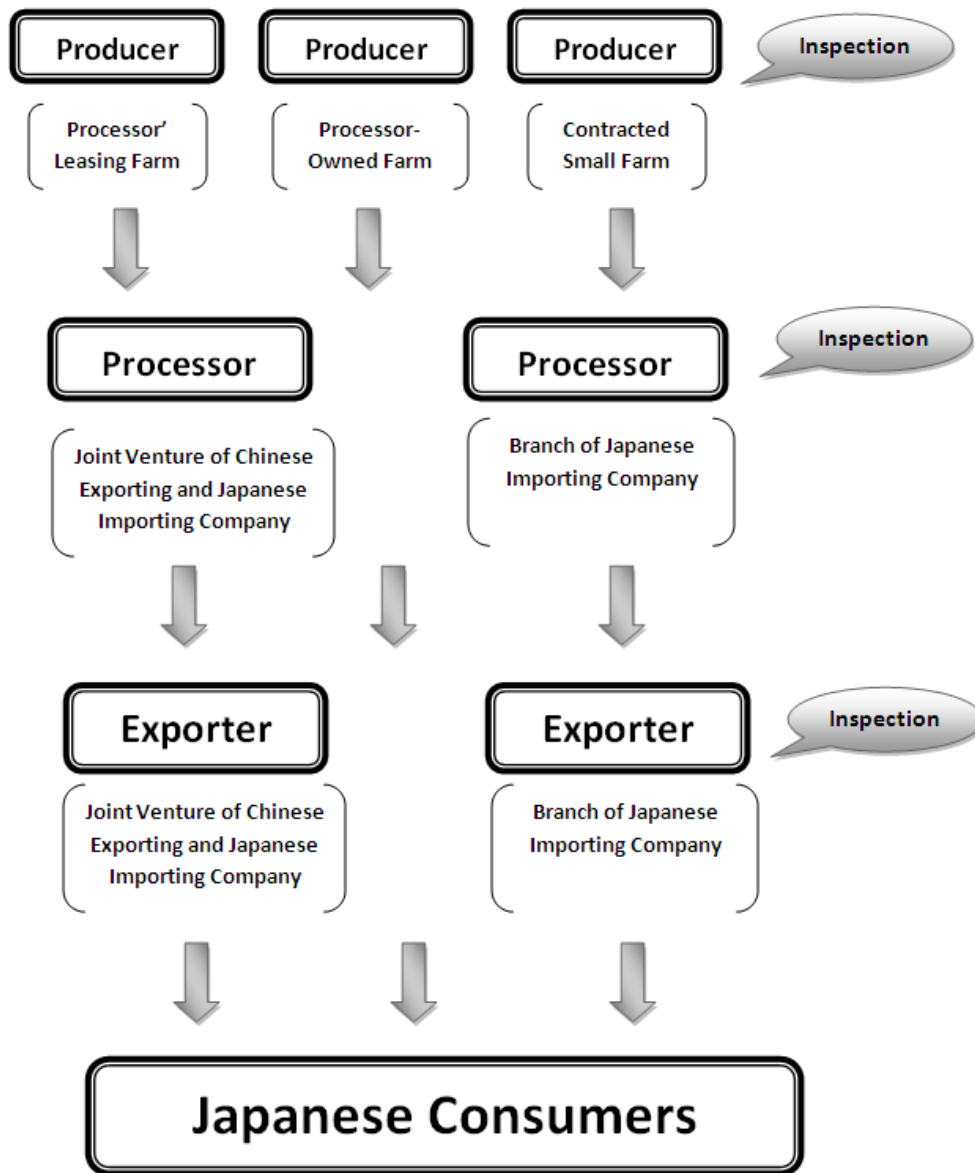 Producer
Producer
Producer
Inspection
Processor’
Leasing Farm
Processor-
Owned Farm
Contracted
Small Farm
Processor
Processor
Inspection
Joint Venture of Chinese
Exporting and Japanese
Importing Company
Branch of Japanese
Importing Company
Exporter
Exporter
Inspection
Joint Venture of Chinese
Exporting and Japanese
Importing Company
Branch of Japanese
Importing Company
Japanese Consumers